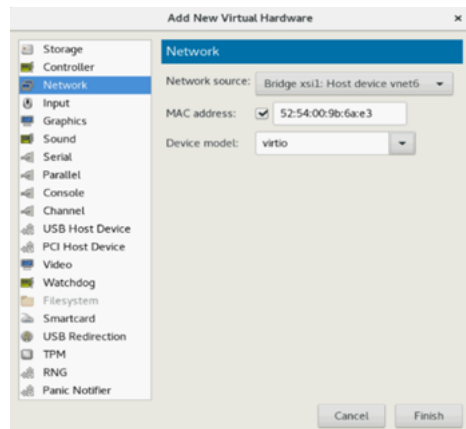 Add New Virtual Hardware
×
Storage
Controller
Network
Input
Graphics
Sound
Serial
Parallel
Console
Channel
USB Host Device
PCI Host Device
Video
Watchdog
Filesystem
Smartcard
USB Redirection
TPM
RNG
Panic Notifier
Network
Network source: Bridge xsi1: Host device vnet6
MAC address: 52:54:00:9b:6a:e3
Device model: virtio
Cancel
Finish